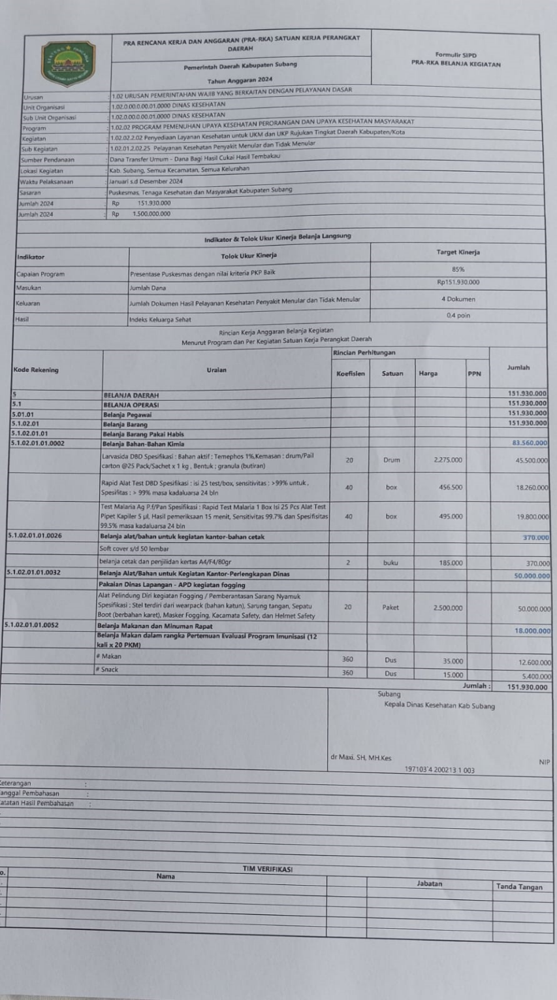 PRA RENCANA KERJA DAN ANGGARAN (PRA-RKA) SATUAN KERJA PERANGKAT
DAERAH
Pemerintah Daerah Kabupaten Subang
Tahun Anggaran 2024
Formulir SIPD
PRA-RKA BELANJA KEGIATAN
Urusan : 1.02 URUSAN PEMERINTAHAN WAJIB YANG BERKAITAN DENGAN PELAYANAN DASAR
Unit Organisasi : 1.02.0.00.0.00.01.0000 DINAS KESEHATAN
Sub Unit Organisasi : 1.02.0.00.0.00.01.0000 DINAS KESEHATAN
Program : 1.02.02 PROGRAM PEMENUHAN UPAYA KESEHATAN PERORANGAN DAN UPAYA KESEHATAN MASYARAKAT
Kegiatan : 1.02.02.2.02 Penyediaan Layanan Kesehatan untuk UKM dan UKP Rujukan Tingkat Daerah Kabupaten/Kota
Sub Kegiatan : 1.02.01.2.02.25 Pelayanan Kesehatan Penyakit Menular dan Tidak Menular
Sumber Pendanaan : Dana Transfer Umum - Dana Bagi Hasil Cukai Hasil Tembakau
Lokasi Kegiatan : Kab. Subang, Semua Kecamatan, Semua Kelurahan
Waktu Pelaksanaan : Januari s.d Desember 2024
Sasaran : Puskesmas, Tenaga Kesehatan dan Masyarakat Kabupaten Subang
Jumlah 2024 : Rp 151.930.000
Jumlah 2024 : Rp 1.500.000.000
Indikator & Tolok Ukur Kinerja Belanja Langsung
Indikator Tolok Ukur Kinerja Target Kinerja
Capaian Program Presentase Puskesmas dengan nilai kriteria PKP Baik 85%
Masukan Jumlah Dana Rp151.930.000
Keluaran Jumlah Dokumen Hasil Pelayanan Kesehatan Penyakit Menular dan Tidak Menular 4 Dokumen
Hasil Indeks Keluarga Sehat 0.4 poin
Rincian Kerja Anggaran Belanja Kegiatan
Menurut Program dan Per Kegiatan Satuan Kerja Perangkat Daerah
Rincian Perhitungan
Kode Rekening Uraian Koefisien Satuan Harga PPN Jumlah
5 BELANJA DAERAH 151.930.000
5.1 BELANJA OPERASI 151.930.000
5.01.01 Belanja Pegawai 151.930.000
5.1.02.01 Belanja Barang 151.930.000
5.1.02.01.01 Belanja Barang Pakai Habis
5.1.02.01.01.0002 Belanja Bahan-Bahan Kimia 83.560.000
Larvasida DBD Spesifikasi : Bahan aktif : Temephos 1%,Kemasan : drum/Pail
carton @25 Pack/Sachet x 1 kg , Bentuk ; granula (butiran) 20 Drum 2.275.000 45.500.000
Rapid Alat Test DBD Spesifikasi : isi 25 test/box, sensitivitas : >99% untuk ,
Spesifitas : > 99% masa kadaluarsa 24 bln 40 box 456.500 18.260.000
Test Malaria Ag P.f/Pan Spesifikasi : Rapid Test Malaria 1 Box Isi 25 Pcs Alat Test
Pipet Kapiler 5 µl, Hasil pemeriksaan 15 menit, Sensitivitas 99.7% dan Spesifisitas
99.5% masa kadaluarsa 24 bln 40 box 495.000 19.800.000
5.1.02.01.01.0026 Belanja alat/bahan untuk kegiatan kantor-bahan cetak 370.000
Soft cover s/d 50 lembar
belanja cetak dan penjilidan kertas A4/F4/80gr 2 buku 185.000 370.000
5.1.02.01.01.0032 Belanja Alat/Bahan untuk Kegiatan Kantor-Perlengkapan Dinas 50.000.000
Pakaian Dinas Lapangan - APD kegiatan fogging
Alat Pelindung Diri kegiatan Fogging / Pemberantasan Sarang Nyamuk
Spesifikasi : Stel terdiri dari wearpack (bahan katun), Sarung tangan, Sepatu
Boot (berbahan karet), Masker Fogging, Kacamata Safety, dan Helmet Safety 20 Paket 2.500.000 50.000.000
5.1.02.01.01.0052 Belanja Makanan dan Minuman Rapat 18.000.000
Belanja Makan dalam rangka Pertemuan Evaluasi Program Imunisasi (12
kali x 20 PKM)
# Makan 360 Dus 35.000 12.600.000
# Snack 360 Dus 15.000 5.400.000
Jumlah : 151.930.000
Subang
Kepala Dinas Kesehatan Kab Subang
dr Maxi. SH, MH.Kes
NIP
200213 1 003
Keterangan :
Tanggal Pembahasan :
Catatan Hasil Pembahasan :
TIM VERIFIKASI
Nama Jabatan Tanda Tangan